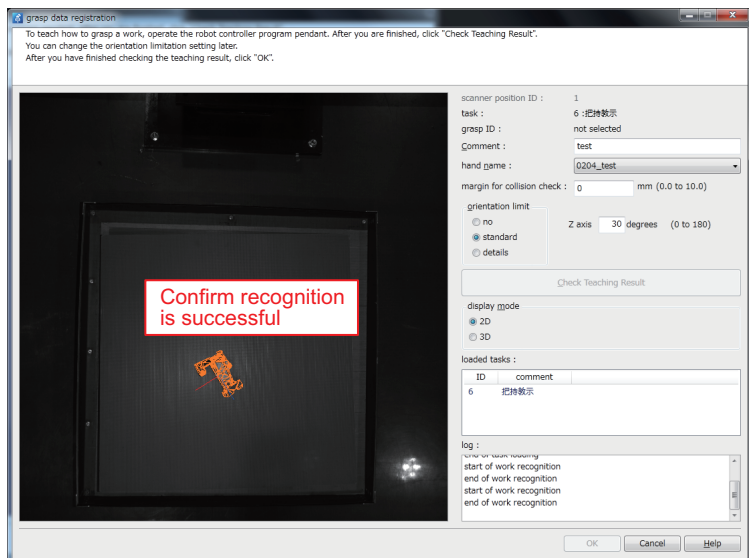 grasp data registration
To teach how to grasp a work, operate the robot controller program pendant. After you are finished, click "Check Teaching Result".
You can change the orientation limitation setting later.
After you have finished checking the teaching result, click "OK".
scanner position ID : 1
task : 6 :把持教示
grasp ID : not selected
Comment : test
hand name : 0204_test
margin for collision check : 0 mm (0.0 to 10.0)
orientation limit
no
Z axis 30 degrees (0 to 180)
standard
details
Check Teaching Result
display mode
2D
3D
Confirm recognition
is successful
loaded tasks :
ID comment
6 把持教示
log :
end of task loading
start of work recognition
end of work recognition
start of work recognition
end of work recognition
OK Cancel Help